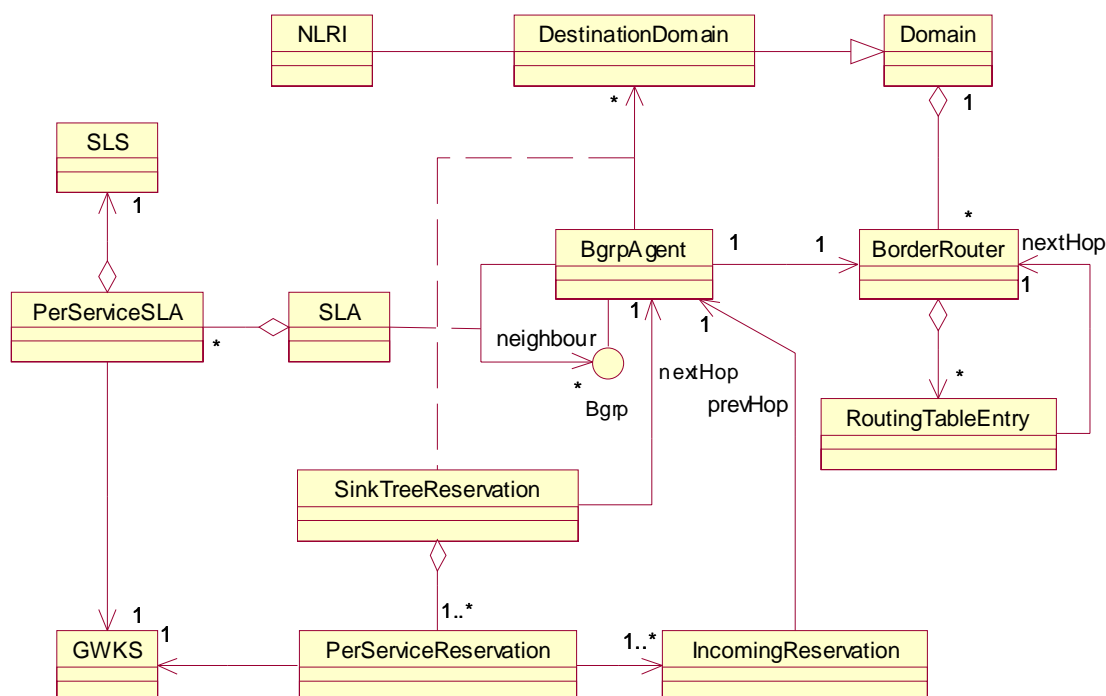 NLRI
DestinationDomain
Domain
*
1
SLS
1
*
BgrpAgent
1
1
BorderRouter
nextHop
1
PerServiceSLA
*
SLA
1
1
neighbour
*
Bgrp
nextHop
prevHop
*
RoutingTableEntry
SinkTreeReservation
1..*
1
1
GWKS
PerServiceReservation
1..*
IncomingReservation